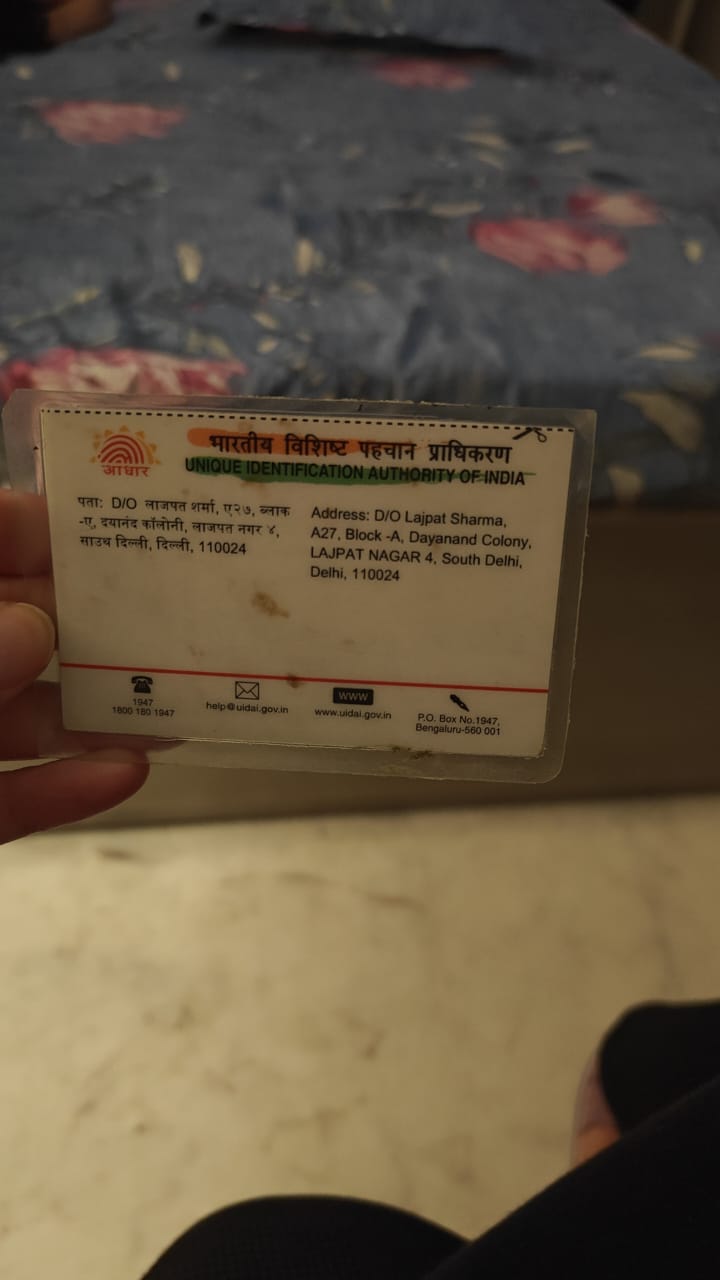 आधार
भारतीय विशिष्ट पहचान प्राधिकरण
UNIQUE IDENTIFICATION AUTHORITY OF INDIA
पता: D/O लाजपत शर्मा, ए२७, ब्लाक
-ए, दयानंद कॉलोनी, लाजपत नगर ४,
साउथ दिल्ली, दिल्ली, 110024
Address: D/O Lajpat Sharma,
A27, Block -A, Dayanand Colony,
LAJPAT NAGAR 4, South Delhi,
Delhi, 110024
1947
1800 180 1947
help@uidai.gov.in
www
www.uidai.gov.in
P.O. Box No.1947,
Bengaluru-560 001